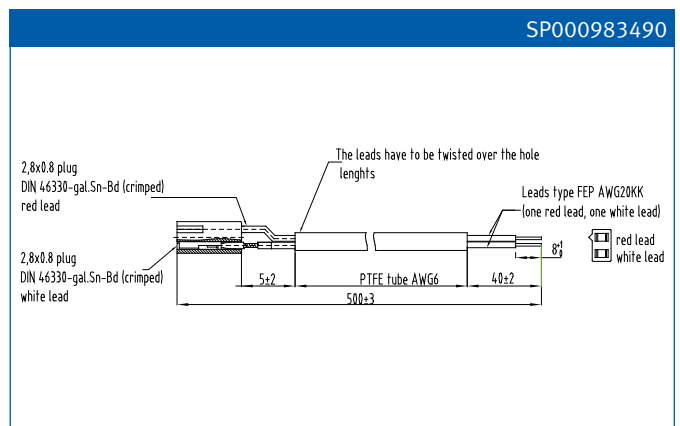 SP000983490
The leads have to be twisted over the hole
lenghts
2,8x0.8 plug
DIN 46330-gal.Sn-Bd (crimped)
red lead
Leads type FEP AWG20KK
(one red lead, one white lead)
red lead
white lead
8+1 0
2,8x0.8 plug
DIN 46330-gal.Sn-Bd (crimped)
white lead
5±2
PTFE tube AWG6
40±2
500±3